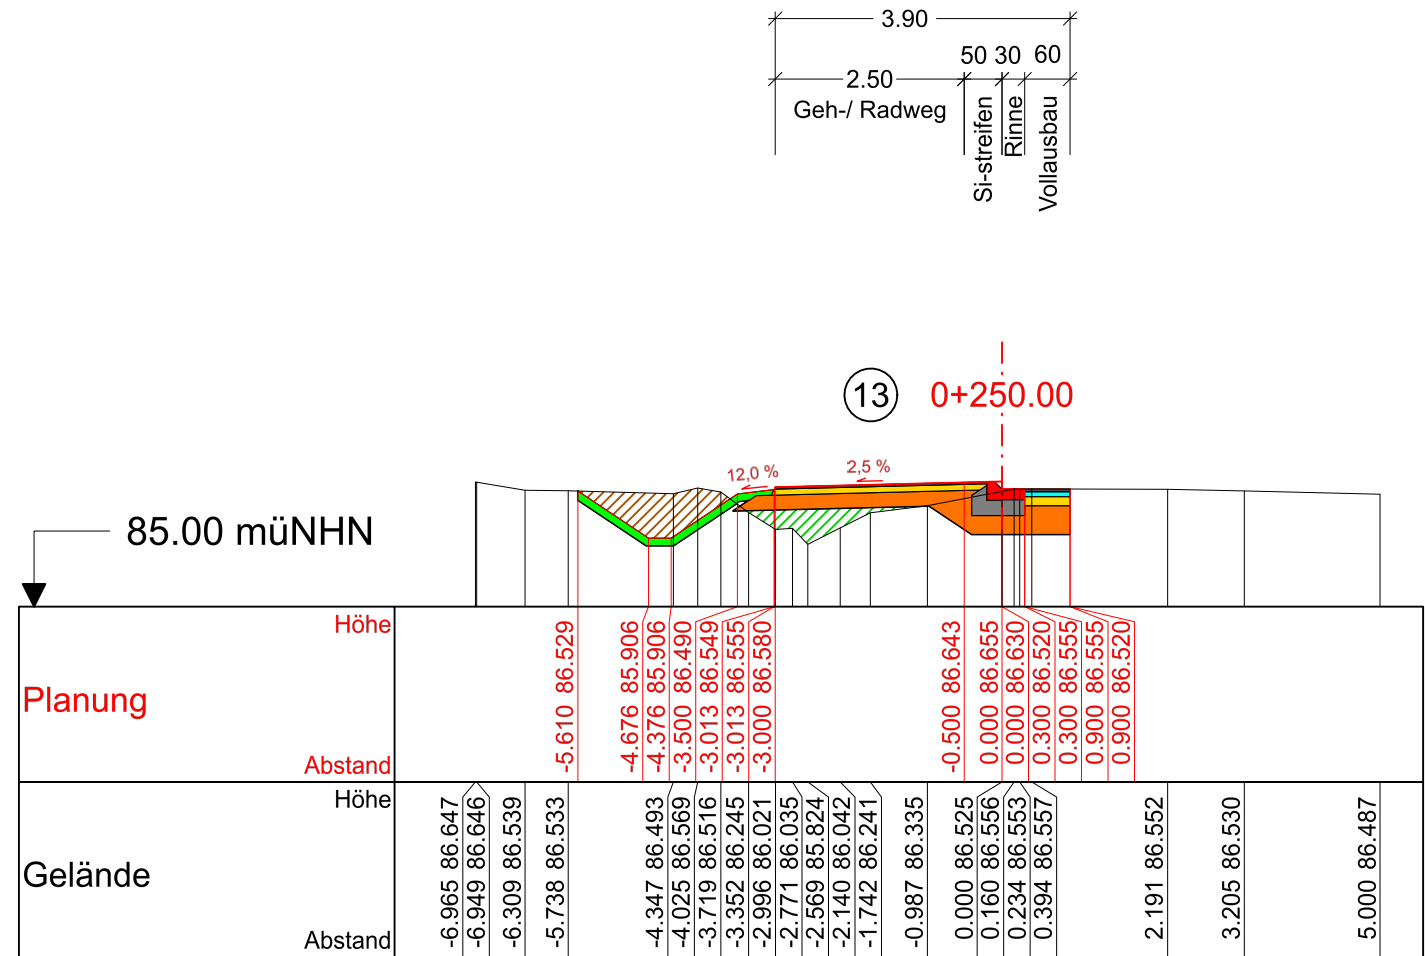 3.90
50 30 60
2.50
Geh-/ Radweg
Si-streifen
Rinne
Vollausbau
13 0+250.00
12,0 % 2,5 %
85.00 müNHN
Höhe
Planung
Abstand
-5.610 86.529
-4.676 85.906
-4.376 85.906
-3.500 86.490
-3.013 86.549
-3.013 86.555
-3.000 86.580
-0.500 86.643
0.000 86.655
0.000 86.630
0.300 86.520
0.300 86.555
0.900 86.555
0.900 86.520
Höhe
Gelände
Abstand
-6.965 86.647
-6.949 86.646
-6.309 86.539
-5.738 86.533
-4.347 86.493
-4.025 86.569
-3.719 86.516
-3.352 86.245
-2.996 86.021
-2.771 86.035
-2.569 85.824
-2.140 86.042
-1.742 86.241
-0.987 86.335
0.000 86.525
0.160 86.556
0.234 86.553
0.394 86.557
2.191 86.552
3.205 86.530
5.000 86.487